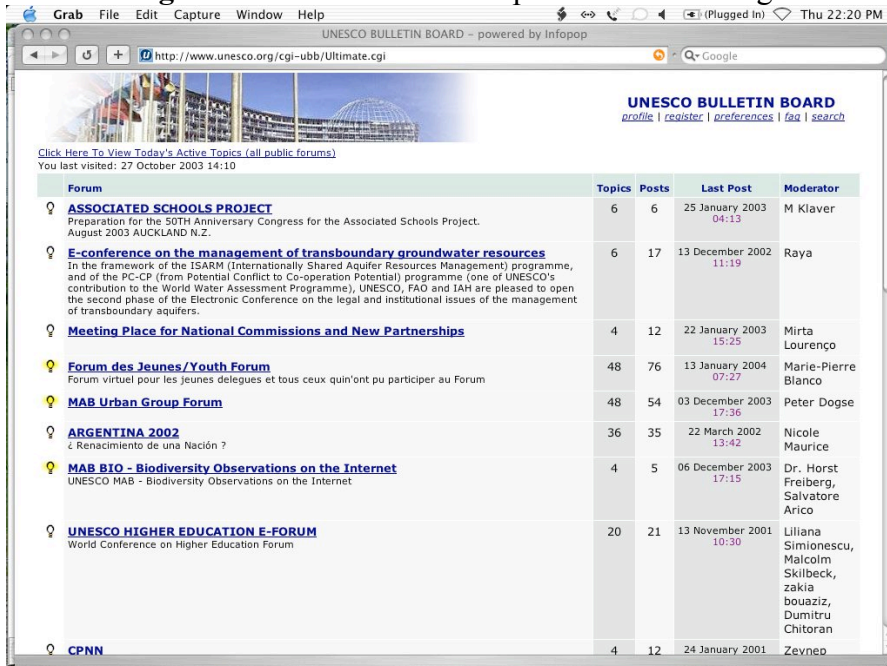 Grab File Edit Capture Window Help (Plugged In) Thu 22:20 PM
UNESCO BULLETIN BOARD – powered by Infopop
http://www.unesco.org/cgi-ubb/Ultimate.cgi Google
UNESCO BULLETIN BOARD
profile | register | preferences | faq | search
Click Here To View Today's Active Topics (all public forums)
You last visited: 27 October 2003 14:10
Forum Topics Posts Last Post Moderator
ASSOCIATED SCHOOLS PROJECT 6 6 25 January 2003 M Klaver
Preparation for the 50TH Anniversary Congress for the Associated Schools Project. 04:13
August 2003 AUCKLAND N.Z.
E-conference on the management of transboundary groundwater resources 6 17 13 December 2002 Raya
In the framework of the ISARM (Internationally Shared Aquifer Resources Management) programme, 11:19
and of the PC-CP (from Potential Conflict to Co-operation Potential) programme (one of UNESCO's
contribution to the World Water Assessment Programme), UNESCO, FAO and IAH are pleased to open
the second phase of the Electronic Conference on the legal and institutional issues of the management
of transboundary aquifers.
Meeting Place for National Commissions and New Partnerships 4 12 22 January 2003 Mirta
15:25 Lourenço
Forum des Jeunes/Youth Forum 48 76 13 January 2004 Marie-Pierre
Forum virtuel pour les jeunes delegues et tous ceux quin'ont pu participer au Forum 07:27 Blanco
MAB Urban Group Forum 48 54 03 December 2003 Peter Dogse
17:36
ARGENTINA 2002 36 35 22 March 2002 Nicole
¿ Renacimiento de una Nación ? 13:42 Maurice
MAB BIO - Biodiversity Observations on the Internet 4 5 06 December 2003 Dr. Horst
UNESCO MAB - Biodiversity Observations on the Internet 17:15 Freiberg,
Salvatore
Arico
UNESCO HIGHER EDUCATION E-FORUM 20 21 13 November 2001 Liliana
World Conference on Higher Education Forum 10:30 Simionescu,
Malcolm
Skilbeck,
zakia
bouaziz,
Dumitru
Chitoran
CPNN 4 12 24 January 2001 Zeynep